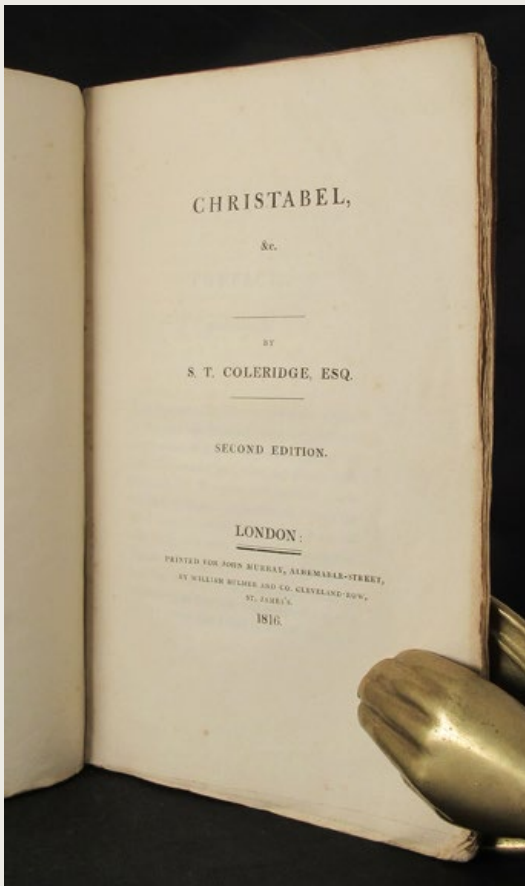 CHRISTABEL,
&c.
BY
S. T. COLERIDGE, ESQ.
SECOND EDITION.
LONDON:
PRINTED FOR JOHN MURRAY, ALBEMARLE-STREET,
BY WILLIAM BULMER AND CO. CLEVELAND-ROW,
ST. JAMES'S.
1816.